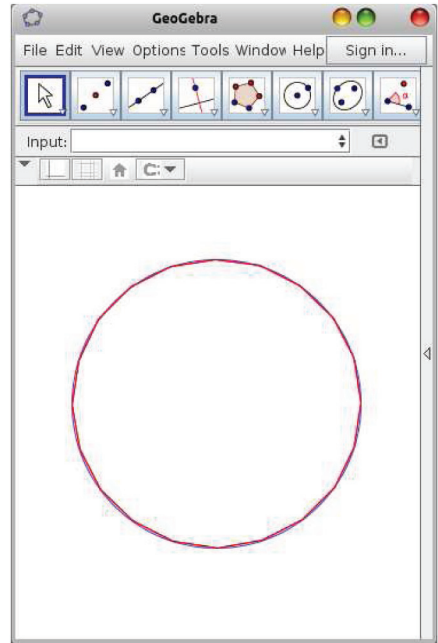 GeoGebra
File Edit View Options Tools Window Help Sign in...
α
Input: